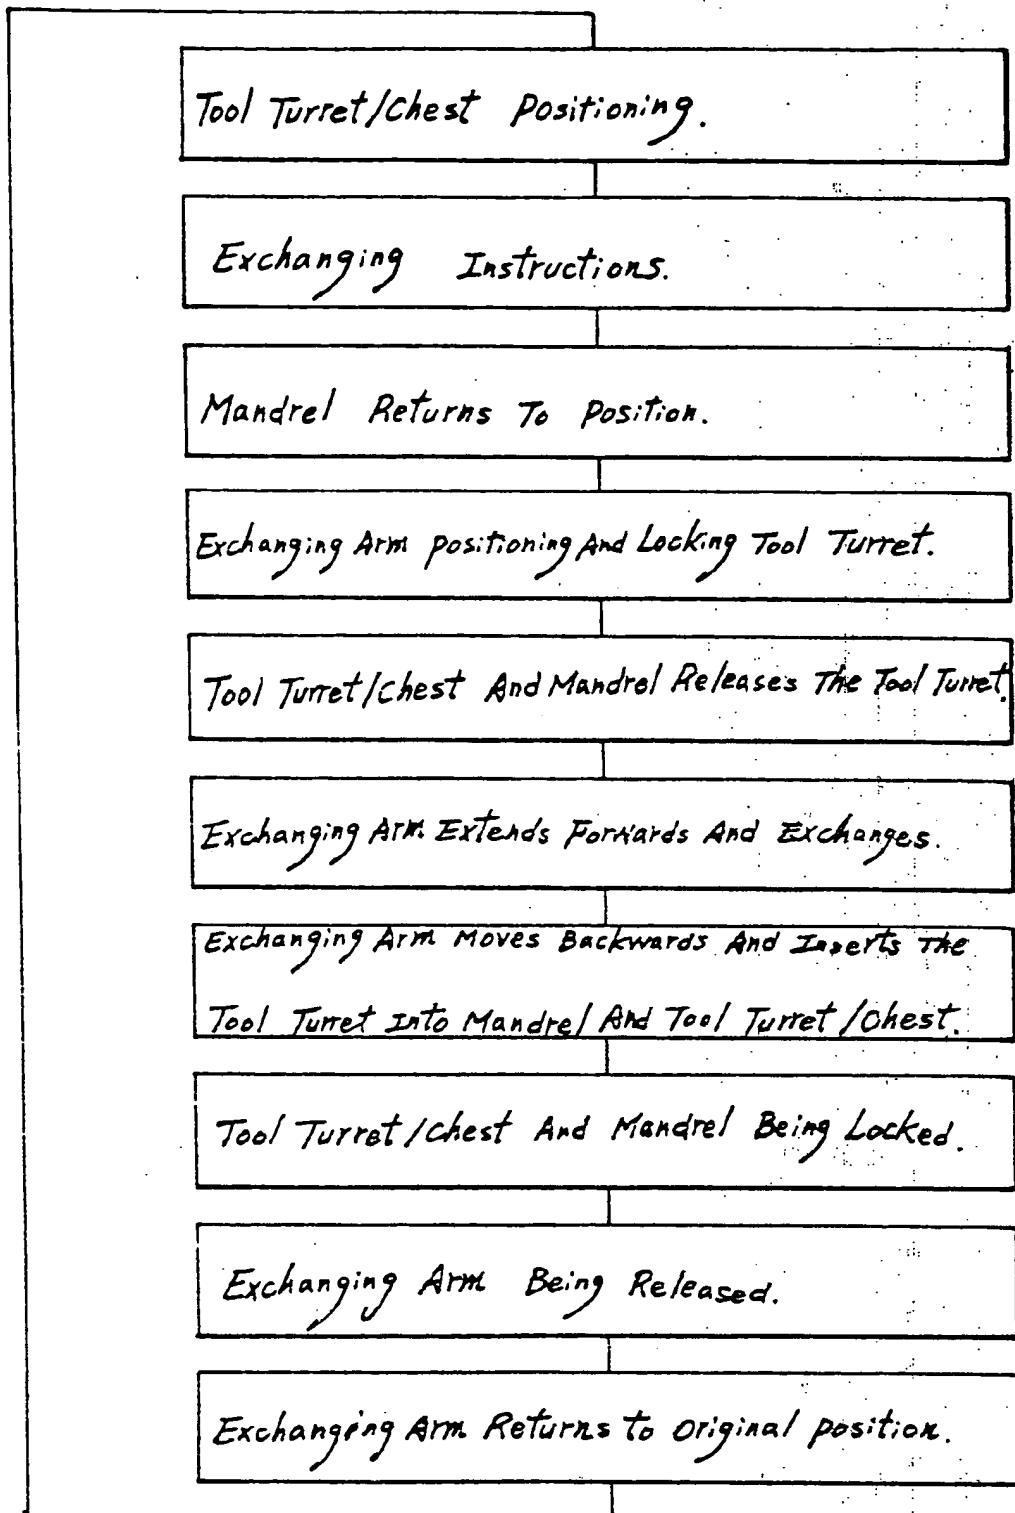 Tool Turret/Chest Positioning.
Exchanging Instructions.
Mandrel Returns To Position.
Exchanging Arm Positioning And Locking Tool Turret.
Tool Turret/Chest And Mandrel Releases The Tool Turret.
Exchanging Arm Extends Forwards And Exchanges.
Exchanging Arm Moves Backwards And Inserts The
Tool Turret Into Mandrel And Tool Turret/Chest.
Tool Turret/Chest And Mandrel Being Locked.
Exchanging Arm Being Released.
Exchanging Arm Returns to Original Position.